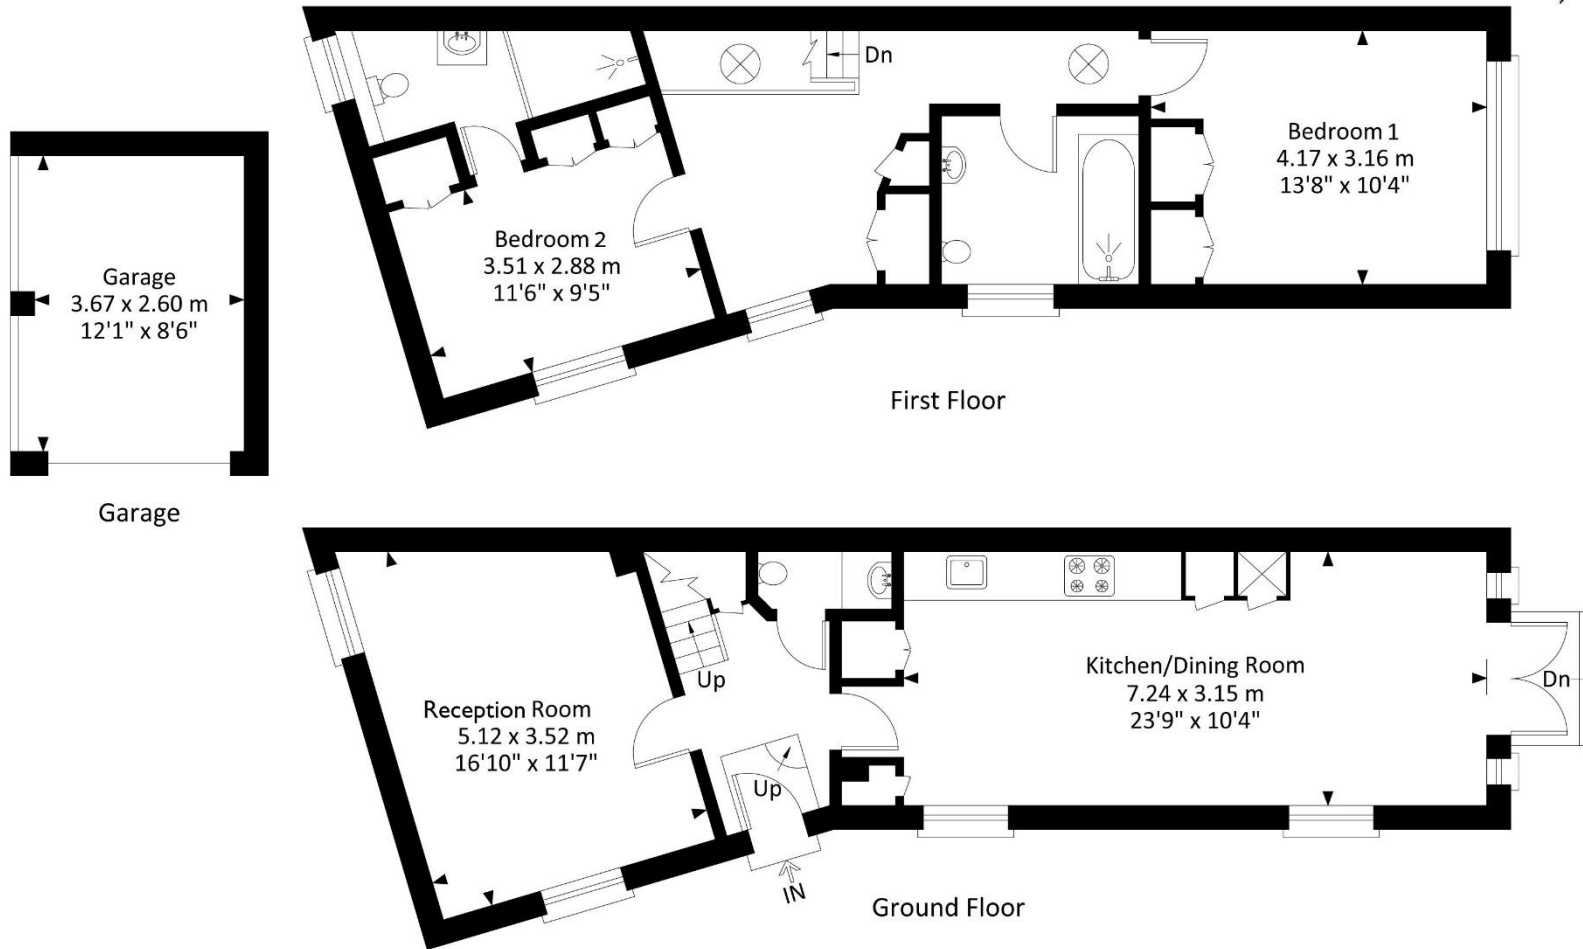 Dn
Bedroom 1
4.17 x 3.16 m
13'8" x 10'4"
Bedroom 2
3.51 x 2.88 m
11'6" x 9'5"
Garage
3.67 x 2.60 m
12'1" x 8'6"
First Floor
Garage
Up
Reception Room
5.12 x 3.52 m
16'10" x 11'7"
Kitchen/Dining Room
7.24 x 3.15 m
23'9" x 10'4"
Dn
Up
IN
Ground Floor